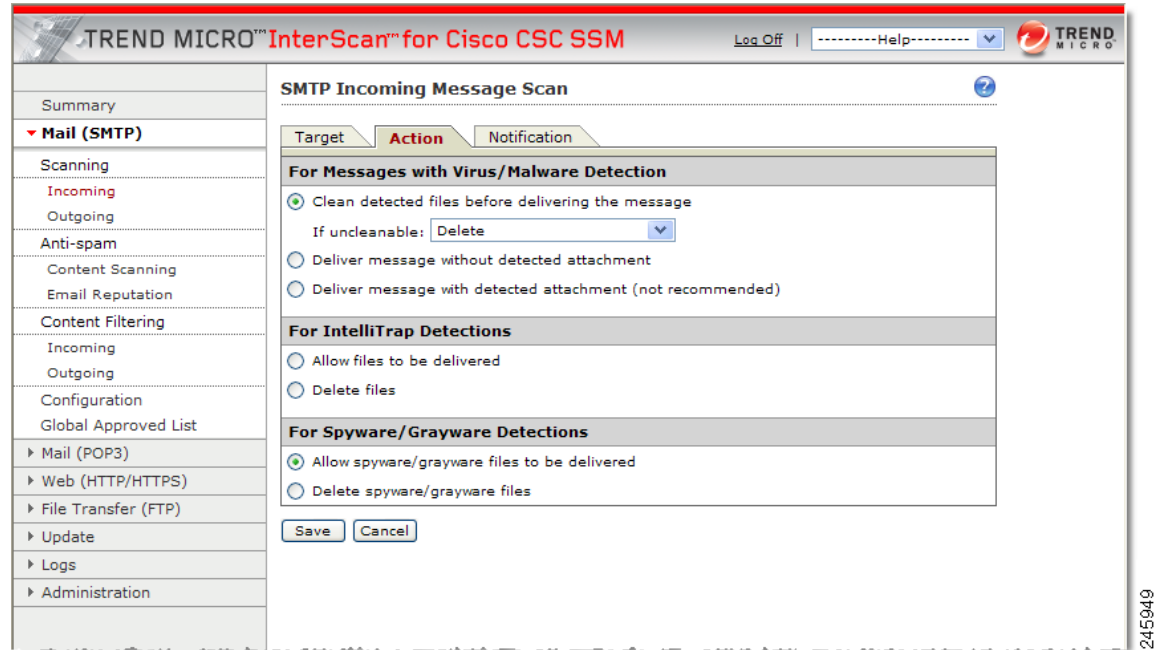 TREND MICRO™ InterScan™ for Cisco CSC SSM
Log Off | ---------Help---------
TREND MICRO
Summary
Mail (SMTP)
Scanning
Incoming
Outgoing
Anti-spam
Content Scanning
Email Reputation
Content Filtering
Incoming
Outgoing
Configuration
Global Approved List
Mail (POP3)
Web (HTTP/HTTPS)
File Transfer (FTP)
Update
Logs
Administration
SMTP Incoming Message Scan
?
Target Action Notification
For Messages with Virus/Malware Detection
Clean detected files before delivering the message
If uncleanable: Delete
Deliver message without detected attachment
Deliver message with detected attachment (not recommended)
For IntelliTrap Detections
Allow files to be delivered
Delete files
For Spyware/Grayware Detections
Allow spyware/grayware files to be delivered
Delete spyware/grayware files
Save Cancel
245949